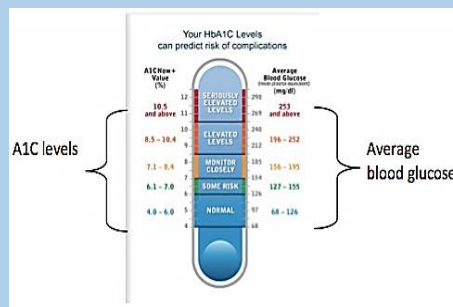 Your HbA1C Levels
can predict risk of complications
A1CNow+
Value
(%)
Average
Blood Glucose
(mg/dl)
12
SERIOUSLY
ELEVATED
LEVELS
290
10.5
and above
11
269
253
and above
10
240
8.5 - 10.4
9
ELEVATED
LEVELS
212
196 - 252
A1C levels
8
185
Average
blood glucose
7.1 - 8.4
7
MONITOR
CLOSELY
154
156 - 195
6.1 - 7.0
6
SOME RISK
126
127 - 155
4.0 - 6.0
5
NORMAL
97
68 - 126
4
68